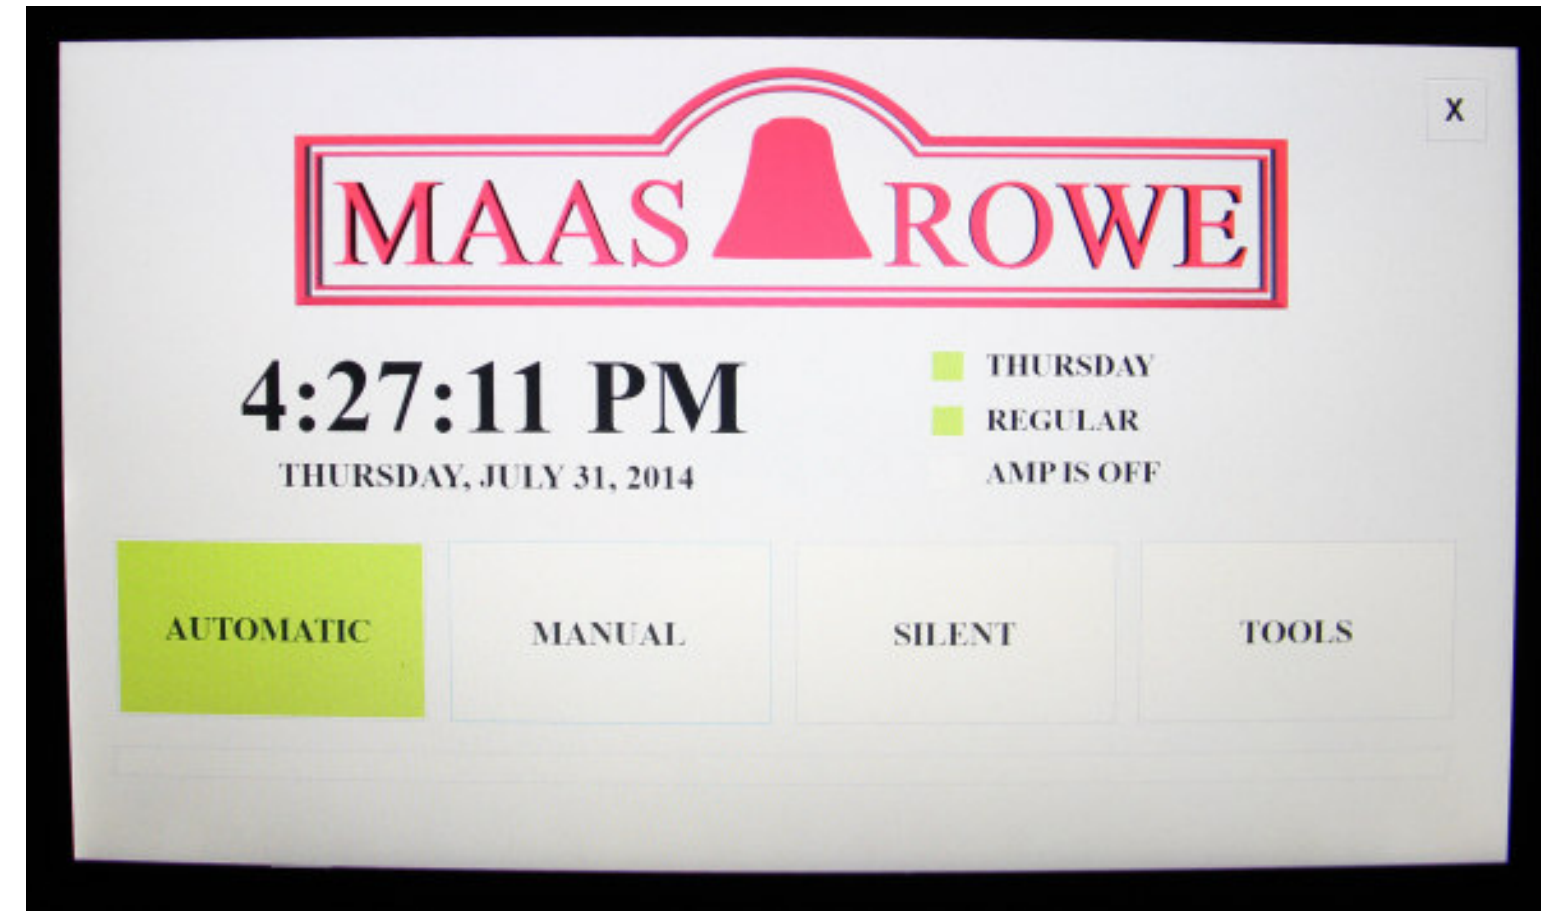 X
MAAS ROWE
4:27:11 PM
THURSDAY, JULY 31, 2014
THURSDAY
REGULAR
AMP IS OFF
AUTOMATIC
MANUAL
SILENT
TOOLS